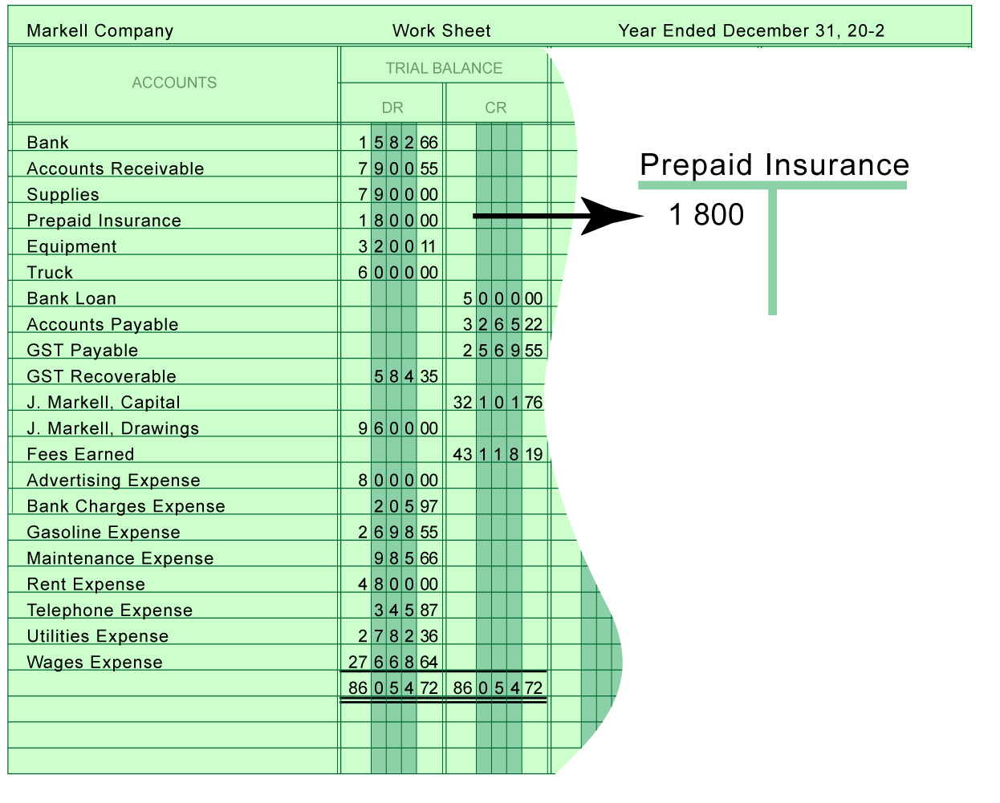 Markell Company Work Sheet Year Ended December 31, 20-2
TRIAL BALANCE
ACCOUNTS
DR CR
Bank 1 5 8 2 66
Accounts Receivable 7 9 0 0 55
Supplies 7 9 0 0 00
Prepaid Insurance 1 8 0 0 00
Equipment 3 2 0 0 11
Truck 6 0 0 0 00
Bank Loan 5 0 0 0 00
Accounts Payable 3 2 6 5 22
GST Payable 2 5 6 9 55
GST Recoverable 5 8 4 35
J. Markell, Capital 32 1 0 1 76
J. Markell, Drawings 9 6 0 0 00
Fees Earned 43 1 1 8 19
Advertising Expense 8 0 0 0 00
Bank Charges Expense 2 0 5 97
Gasoline Expense 2 6 9 8 55
Maintenance Expense 9 8 5 66
Rent Expense 4 8 0 0 00
Telephone Expense 3 4 5 87
Utilities Expense 2 7 8 2 36
Wages Expense 27 6 6 8 64
86 0 5 4 72 86 0 5 4 72
Prepaid Insurance
1 800